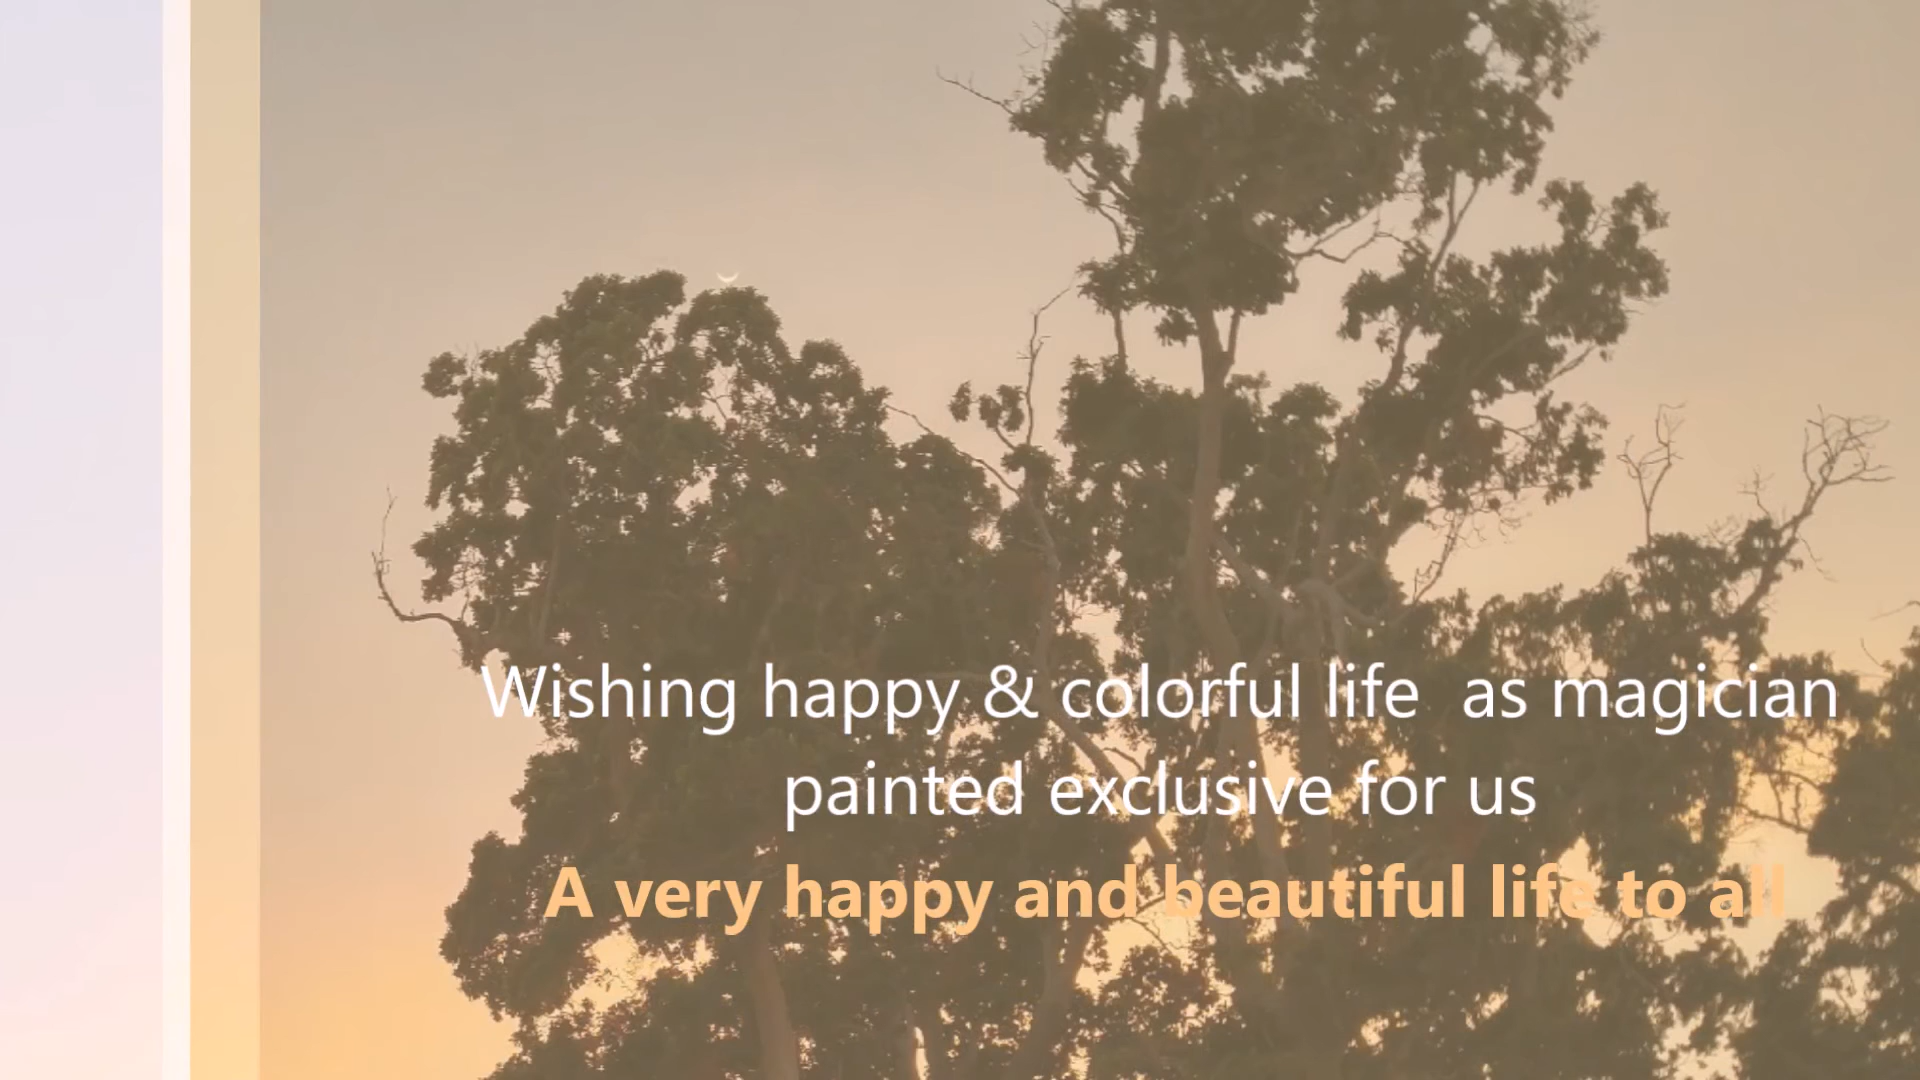 Wishing happy & colorful life  as magician
painted exclusive for us
A very happy and beautiful life to all